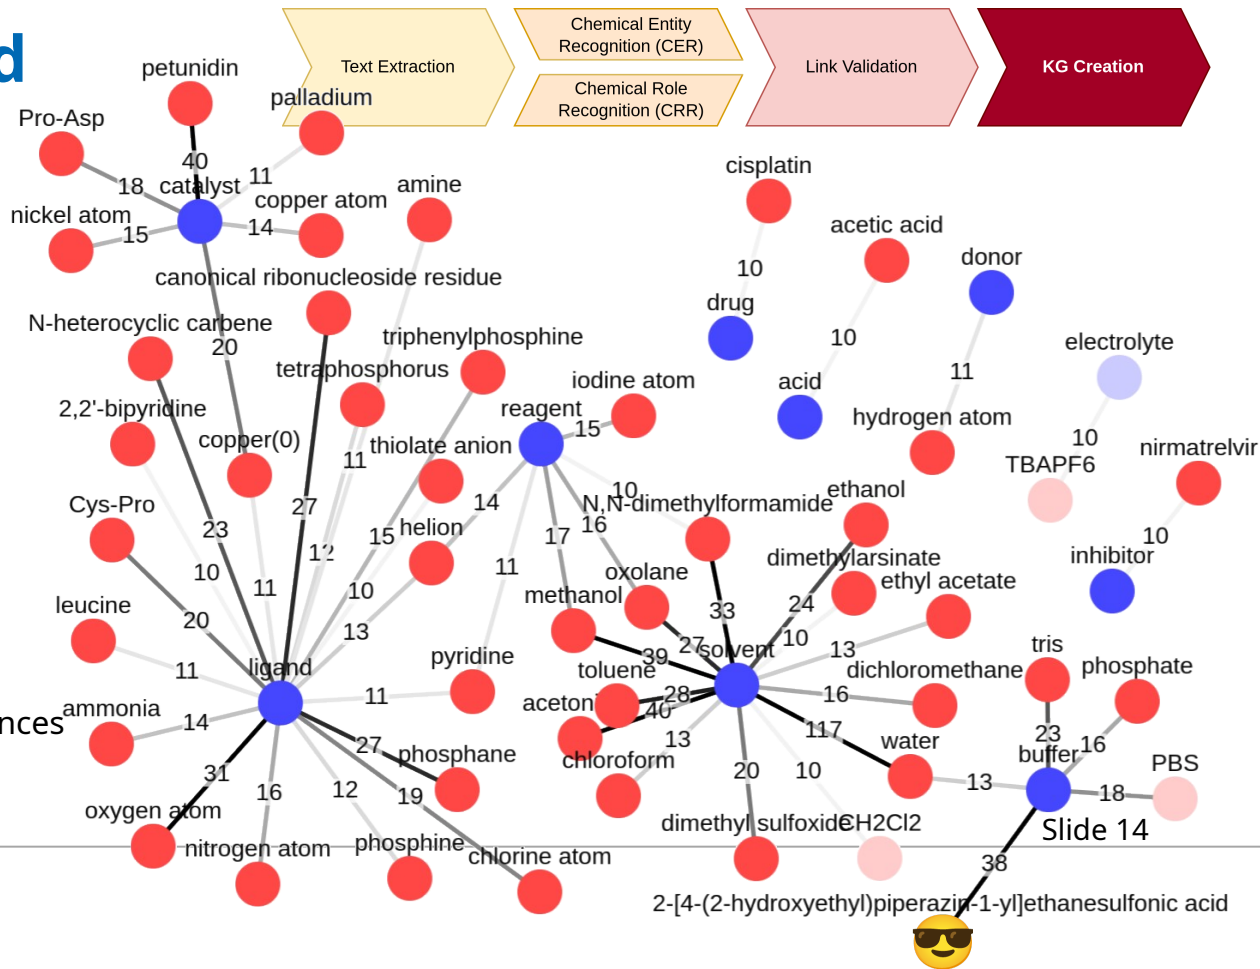 d
Text Extraction
Chemical Entity
Recognition (CER)
Chemical Role
Recognition (CRR)
Link Validation
KG Creation
petunidin
palladium
Pro-Asp
40
18
catalyst
11
nickel atom
15
14
copper atom
amine
canonical ribonucleoside residue
N-heterocyclic carbene
20
triphenylphosphine
tetraphosphorus
2,2'-bipyridine
copper(0)
thiolate anion
11
reagent
15
iodine atom
cisplatin
10
drug
acetic acid
10
acid
donor
11
hydrogen atom
electrolyte
10
TBAPF6
nirmatrelvir
10
inhibitor
Cys-Pro
23
27
12
15
helion
14
10
11
10
13
20
leucine
11
ligand
ammonia
14
nces
31
oxygen atom
16
nitrogen atom
12
phosphine
27
phosphane
19
chlorine atom
11
pyridine
11
17
16
10
N,N-dimethylformamide
ethanol
dimethylarsinate
ethyl acetate
oxolane
methanol
33
24
10
27
solvent
39
13
toluene
28
aceton
40
dichloromethane
16
13
chloroform
117
water
20
10
dimethyl sulfoxide
CH2Cl2
tris
phosphate
23
16
buffer
13
18
PBS
Slide 14
38
2-[4-(2-hydroxyethyl)piperazin-1-yl]ethanesulfonic acid